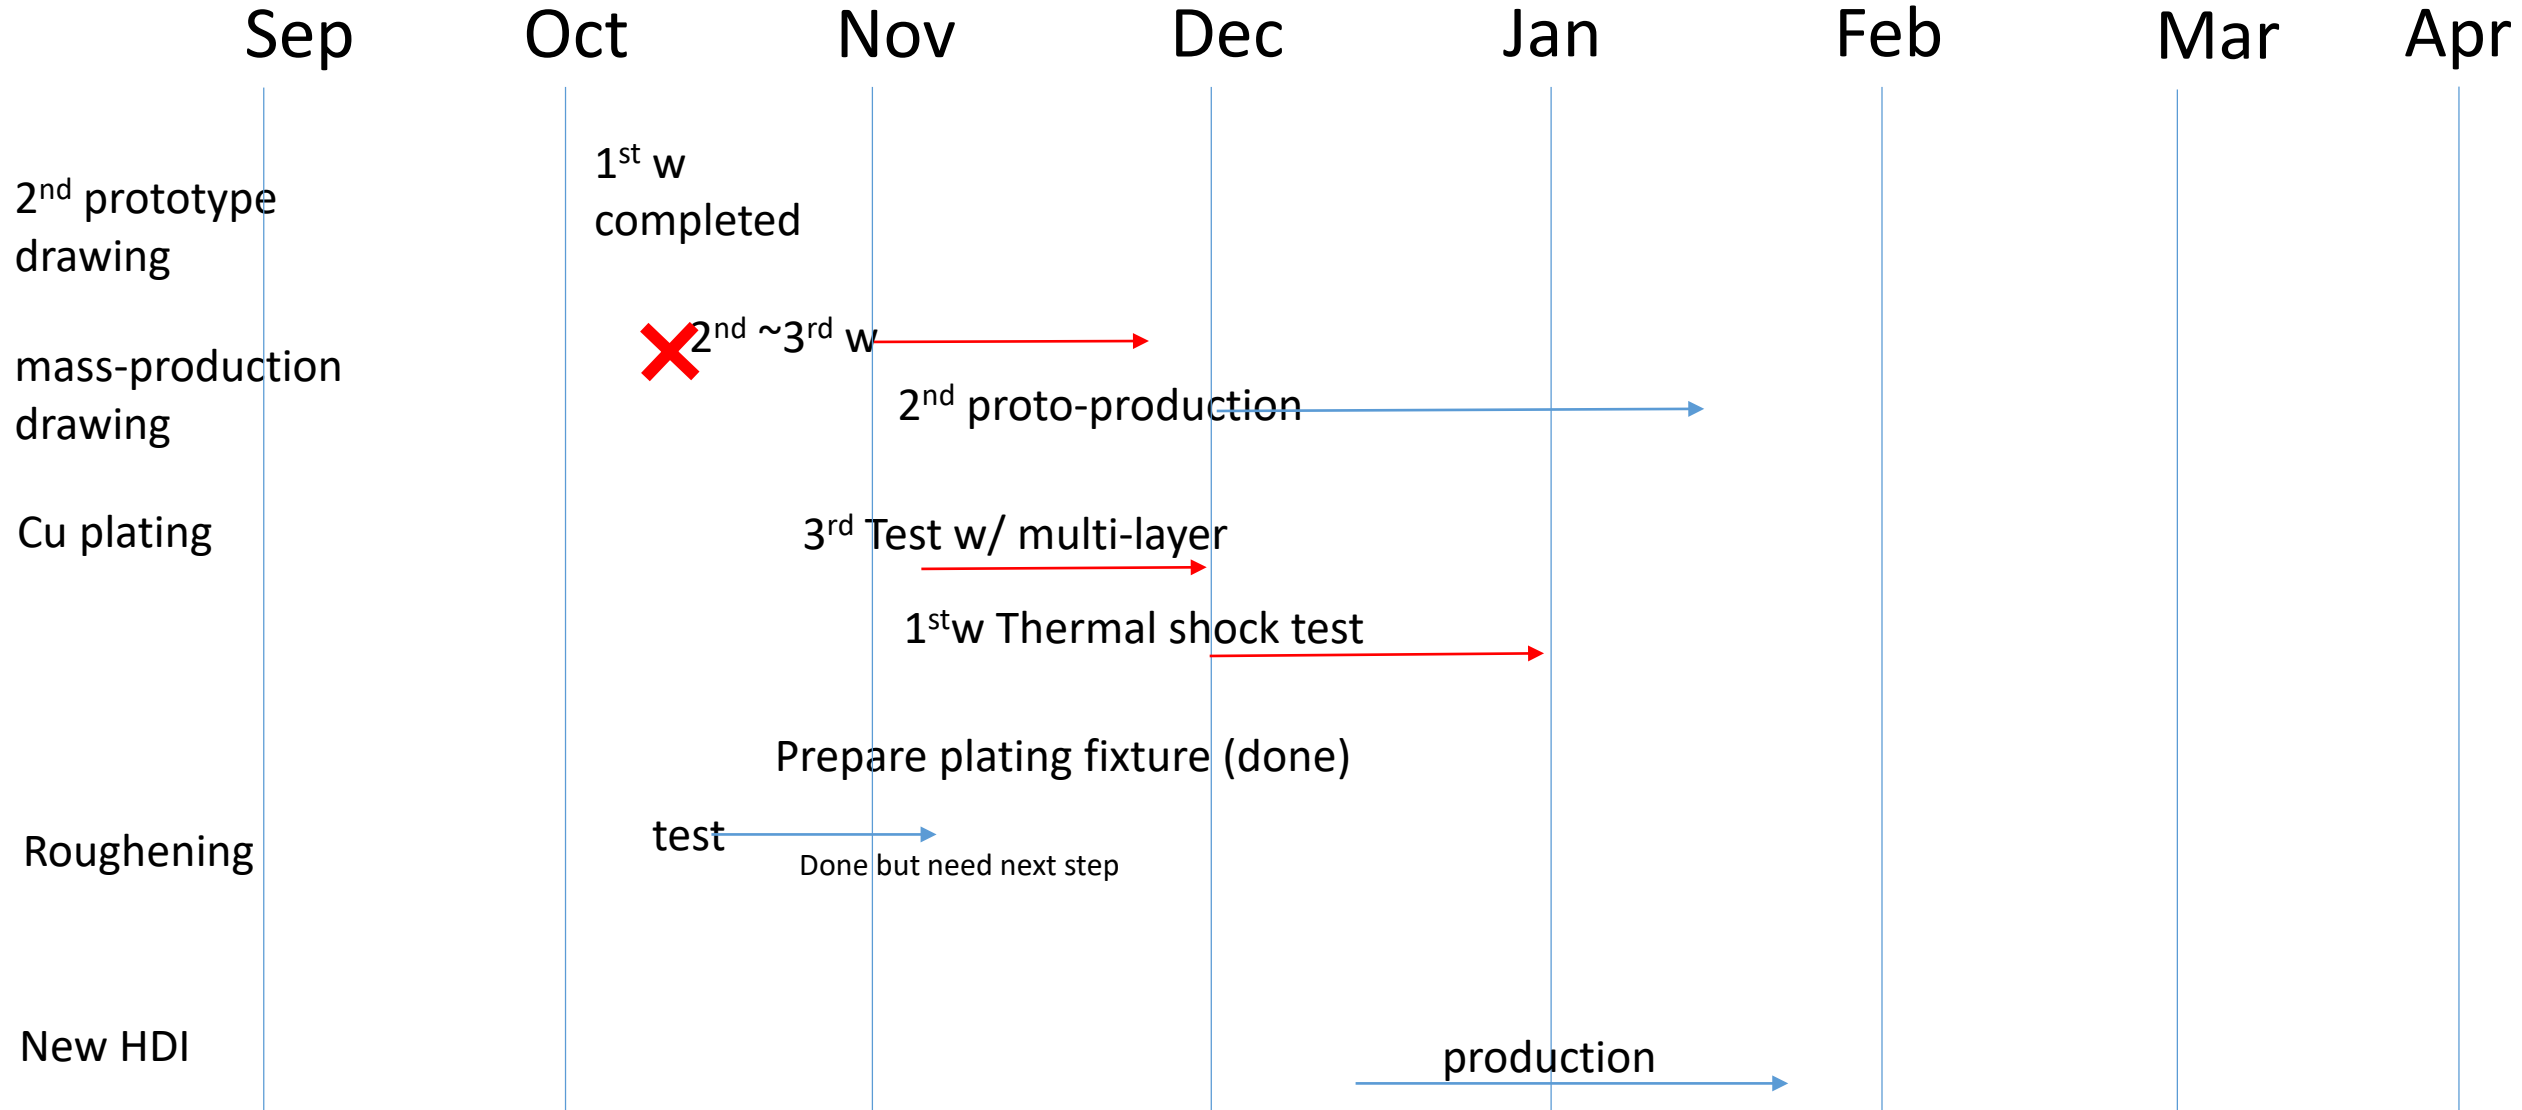 Sep Oct Nov Dec Jan Feb Mar Apr
1st w
completed
2nd prototype
drawing
2nd ~3rd w
mass-production
drawing
2nd proto-production
Cu plating
3rd Test w/ multi-layer
1stw Thermal shock test
Prepare plating fixture (done)
Roughening
test
Done but need next step
New HDI
production